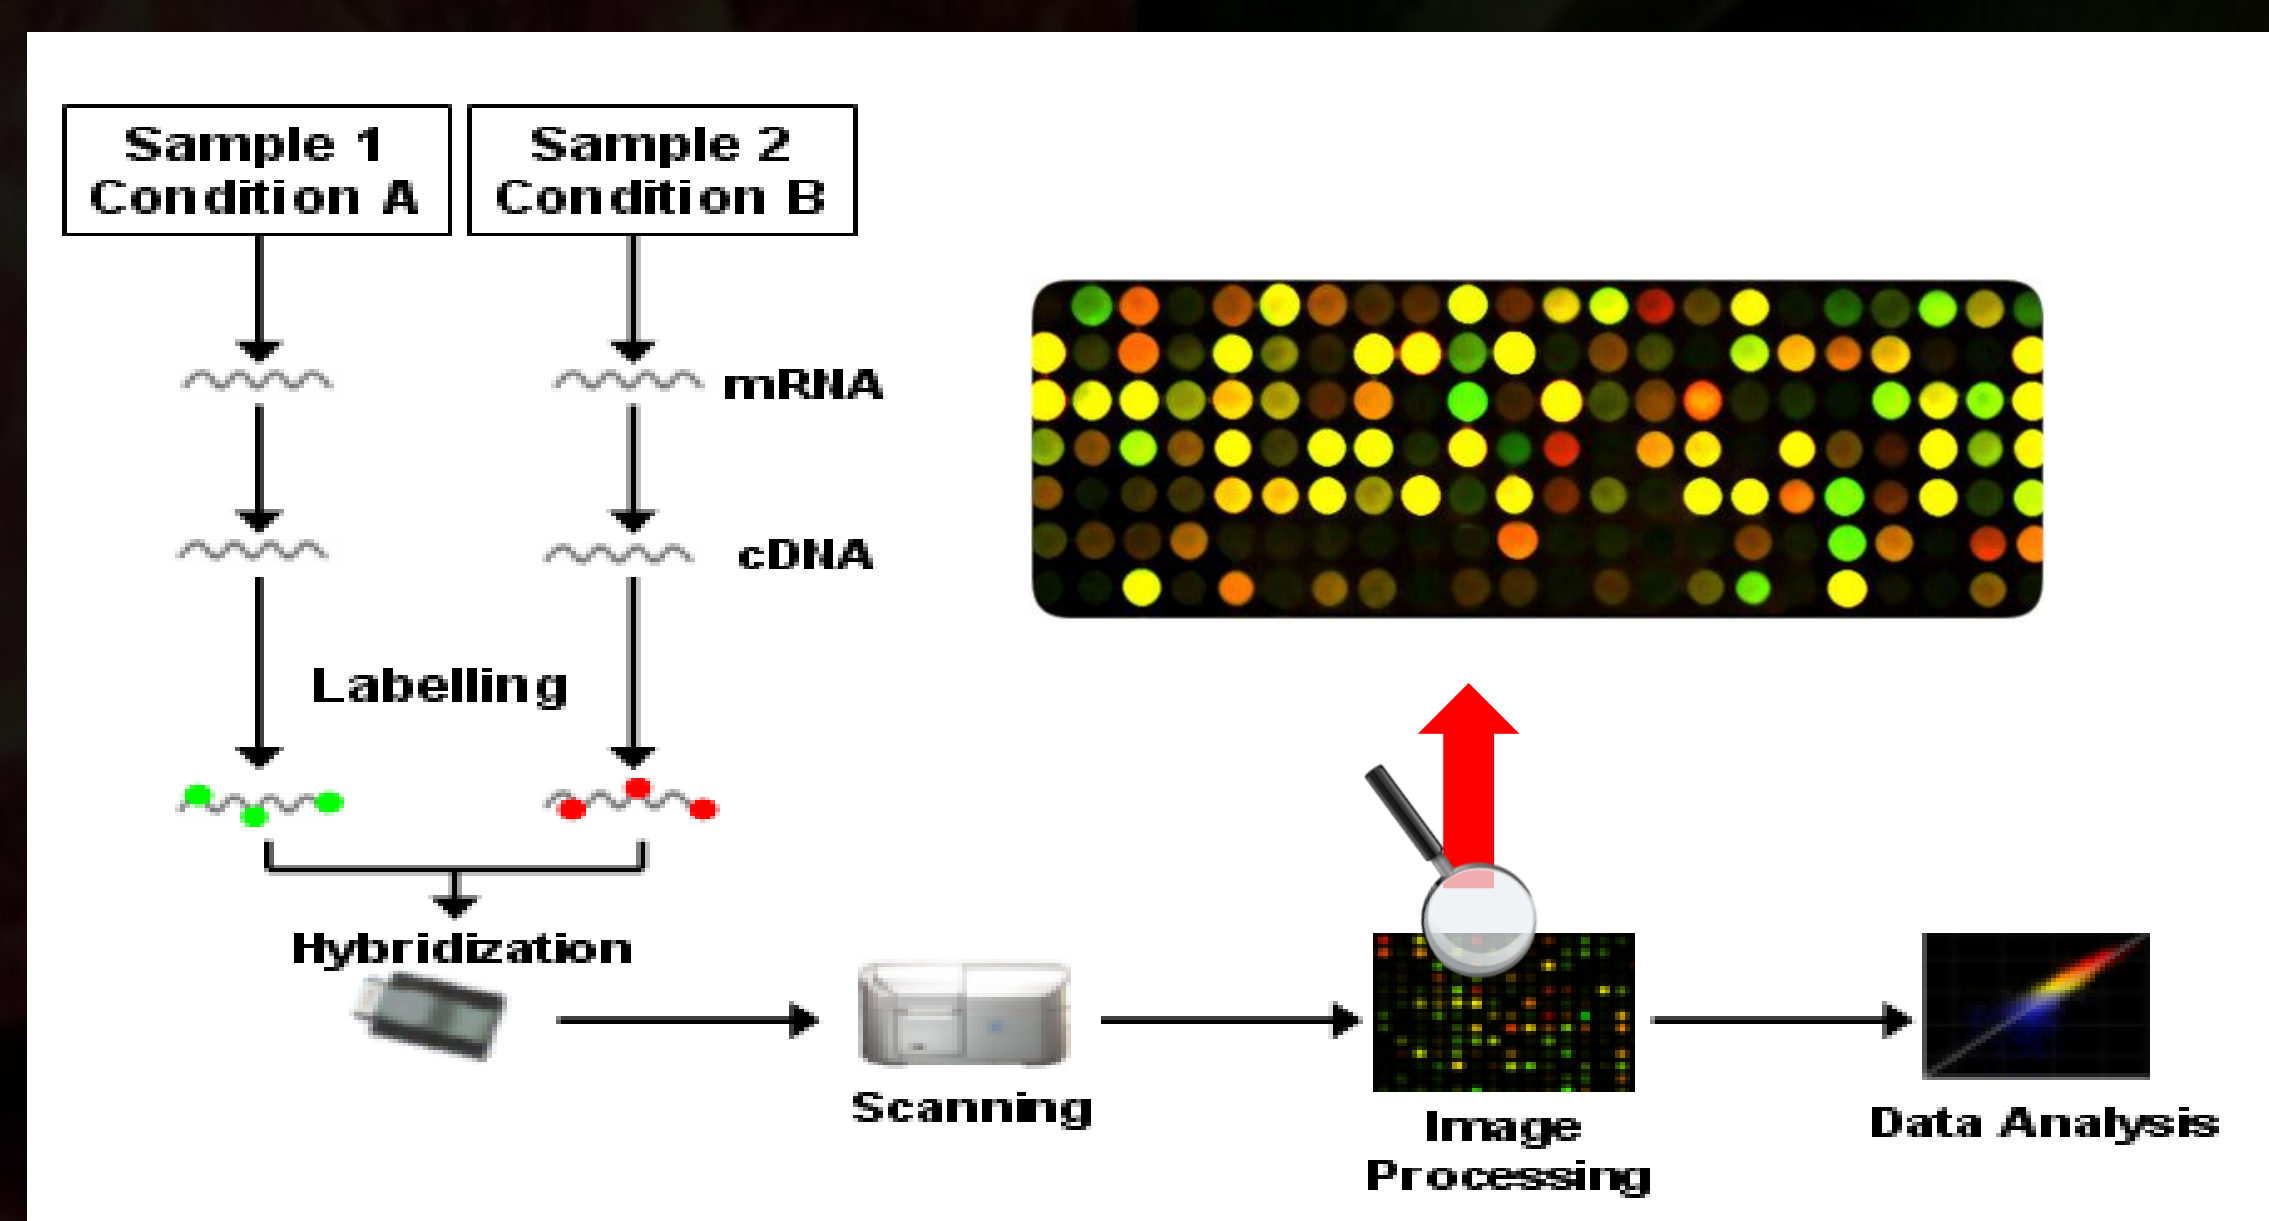 Sample 1
Condition A
Sample 2
Condition B
mRNA
cDNA
Labelling
Hybridization
Scanning
Image
Processing
Data Analysis